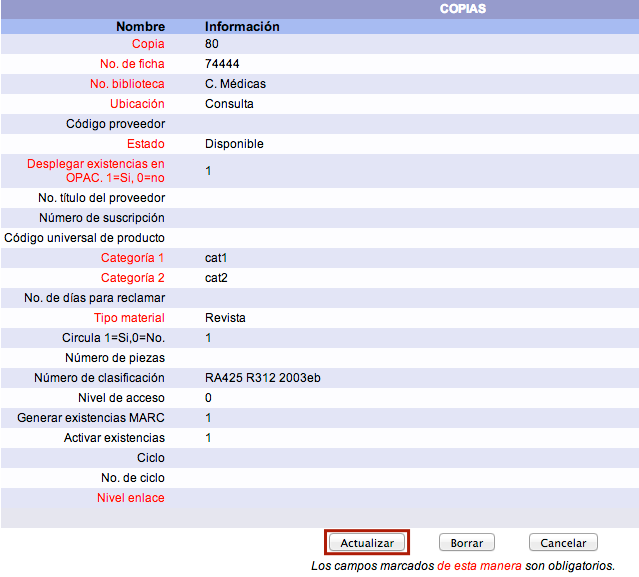 COPIAS
Nombre Información
Copia 80
No. de ficha 74444
No. biblioteca C. Médicas
Ubicación Consulta
Código proveedor
Estado Disponible
Desplegar existencias en
OPAC. 1=Si, 0=no 1
No. título del proveedor
Número de suscripción
Código universal de producto
Categoría 1 cat1
Categoría 2 cat2
No. de días para reclamar
Tipo material Revista
Circula 1=Si,0=No. 1
Número de piezas
Número de clasificación RA425 R312 2003eb
Nivel de acceso 0
Generar existencias MARC 1
Activar existencias 1
Ciclo
No. de ciclo
Nivel enlace
Actualizar Borrar Cancelar
Los campos marcados de esta manera son obligatorios.